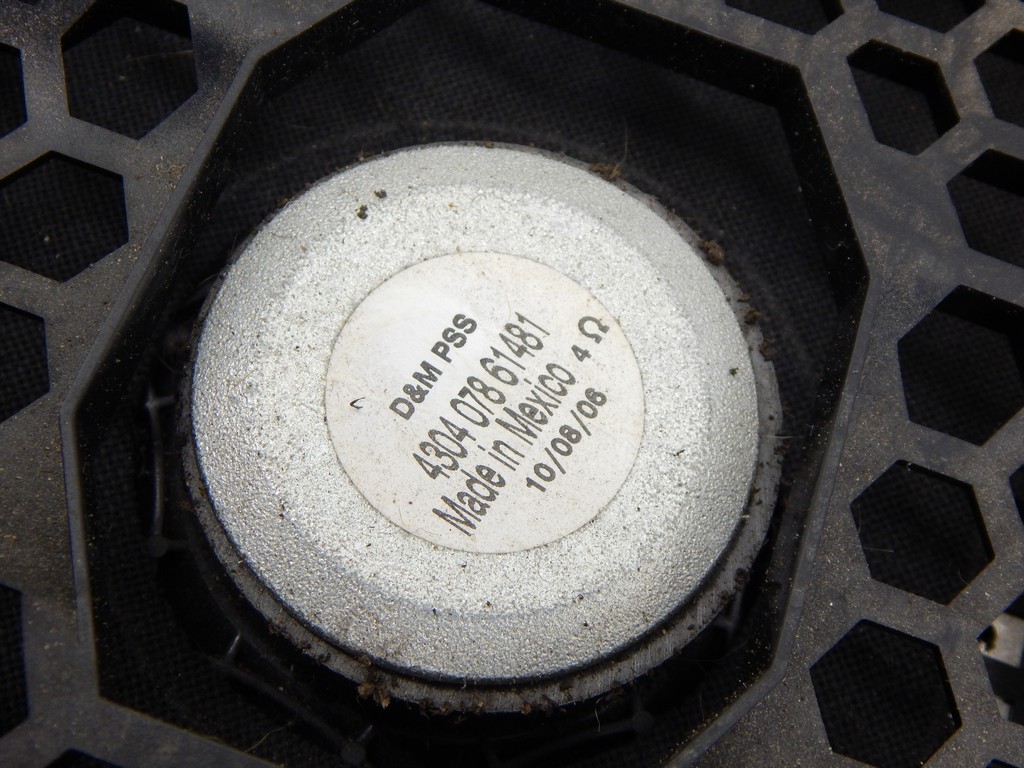 D&M PSS
4304 078 61481
Made in Mexico 4 Ω
10/08/06